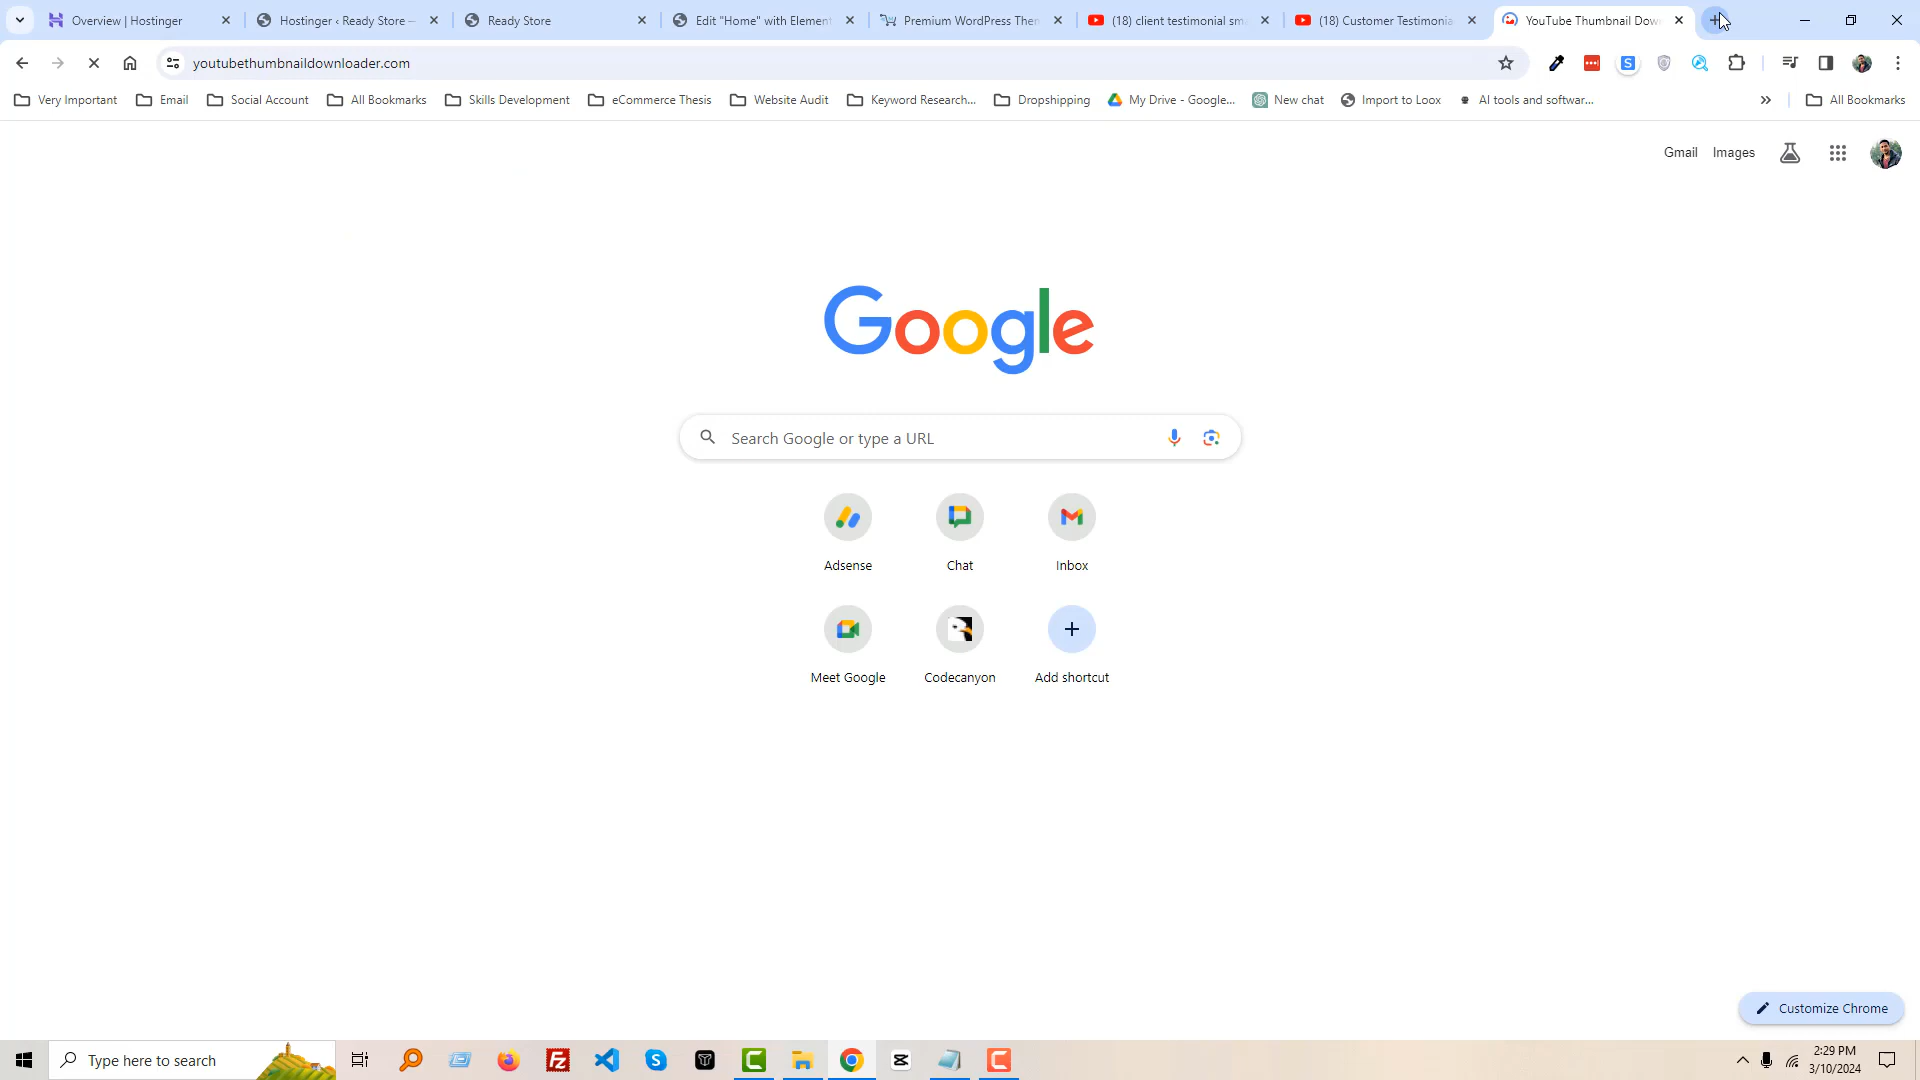 Overview | Hostinger
Hostinger ‹ Ready Store —
Ready Store
Edit "Home" with Element
Premium WordPress Them
(18) client testimonial sma
(18) Customer Testimonia
YouTube Thumbnail Down
youtubethumbnaildownloader.com
Very Important
Email
Social Account
All Bookmarks
Skills Development
eCommerce Thesis
Website Audit
Keyword Research...
Dropshipping
My Drive - Google...
New chat
Import to Loox
AI tools and softwar...
All Bookmarks
Gmail
Images
Google
Search Google or type a URL
Adsense
Chat
Inbox
Meet Google
Codecanyon
Add shortcut
Customize Chrome
Type here to search
2:29 PM
3/10/2024